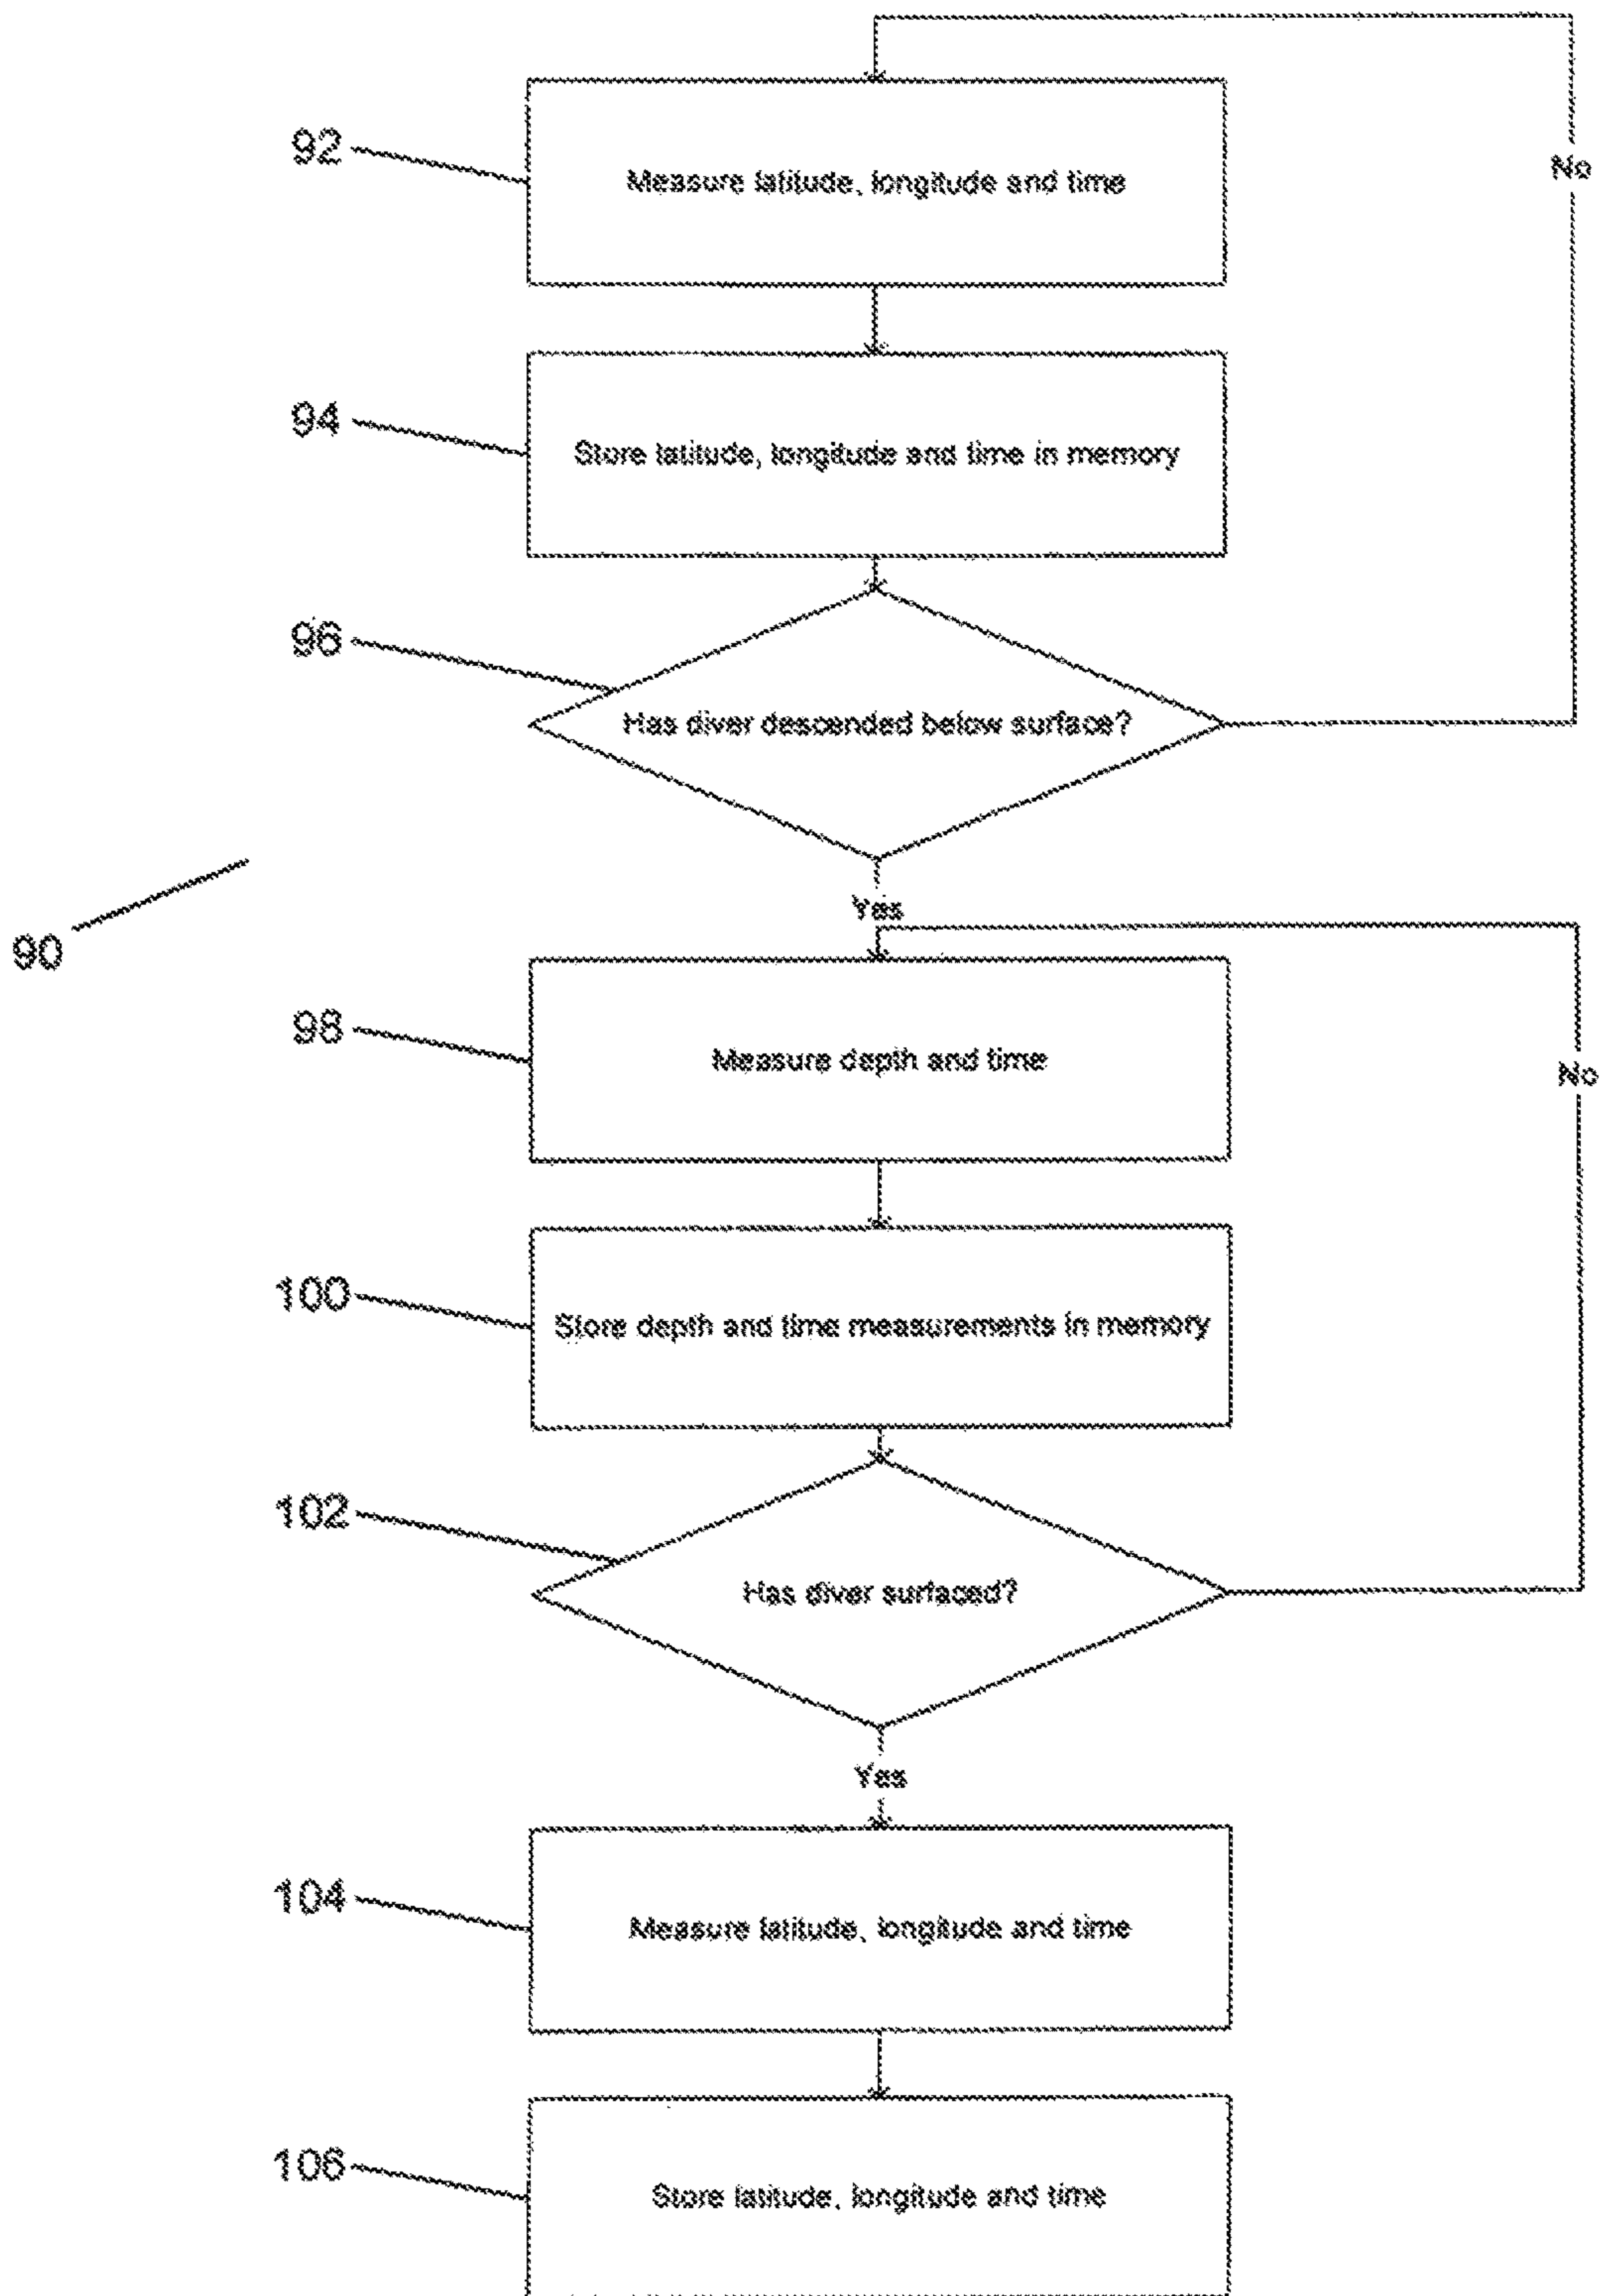 92
Measure latitude, longitude and time
No
94
Store latitude, longitude and time in memory
96
Has diver descended below surface?
Yes
90
98
Measure depth and time
No
100
Store depth and time measurements in memory
102
Has diver surfaced?
Yes
104
Measure latitude, longitude and time
106
Store latitude, longitude and time